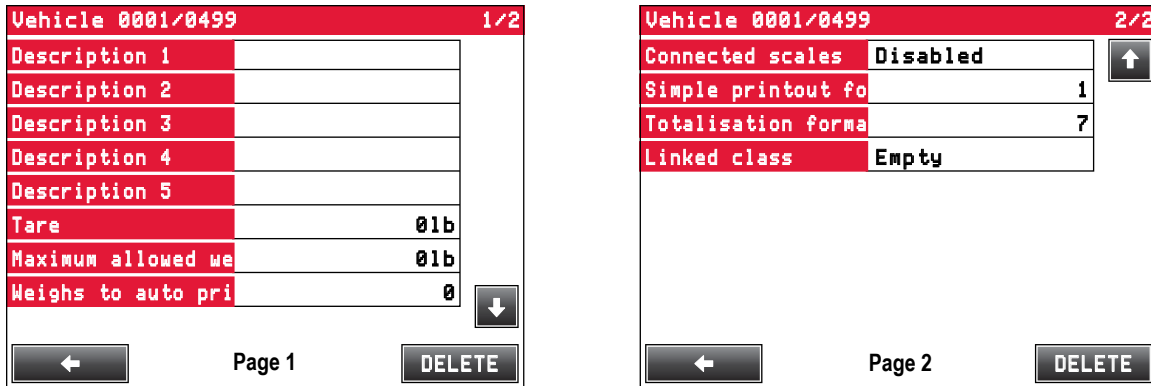 Vehicle 0001/0499 1/2
Description 1
Description 2
Description 3
Description 4
Description 5
Tare 0lb
Maximum allowed we 0lb
Weighs to auto pri 0
Page 1 DELETE
Vehicle 0001/0499 2/2
Connected scales Disabled
Simple printout fo 1
Totalisation forma 7
Linked class Empty
Page 2 DELETE